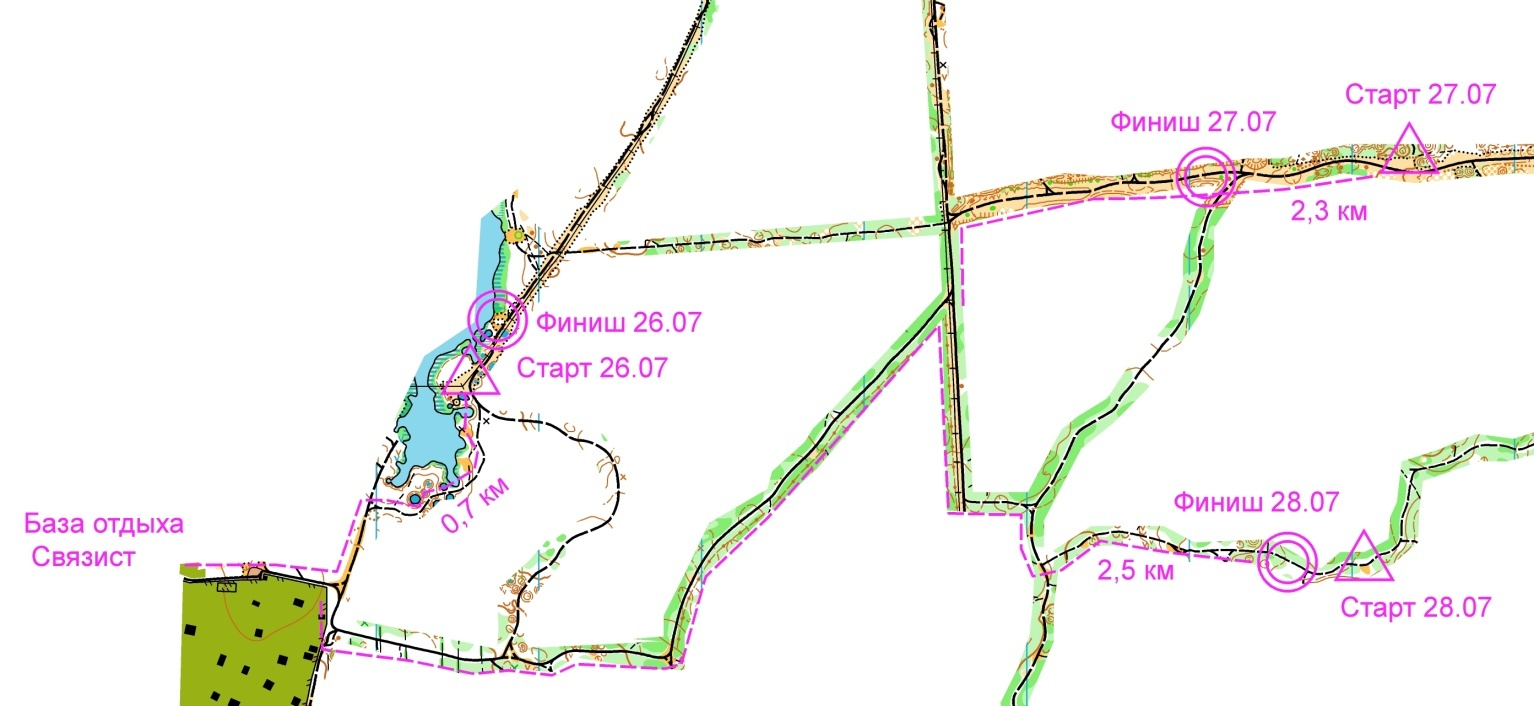 Старт 27.07
Финиш 27.07
2,3 км
Финиш 26.07
Старт 26.07
0,7 км
База отдыха
Связист
Финиш 28.07
2,5 км
Старт 28.07